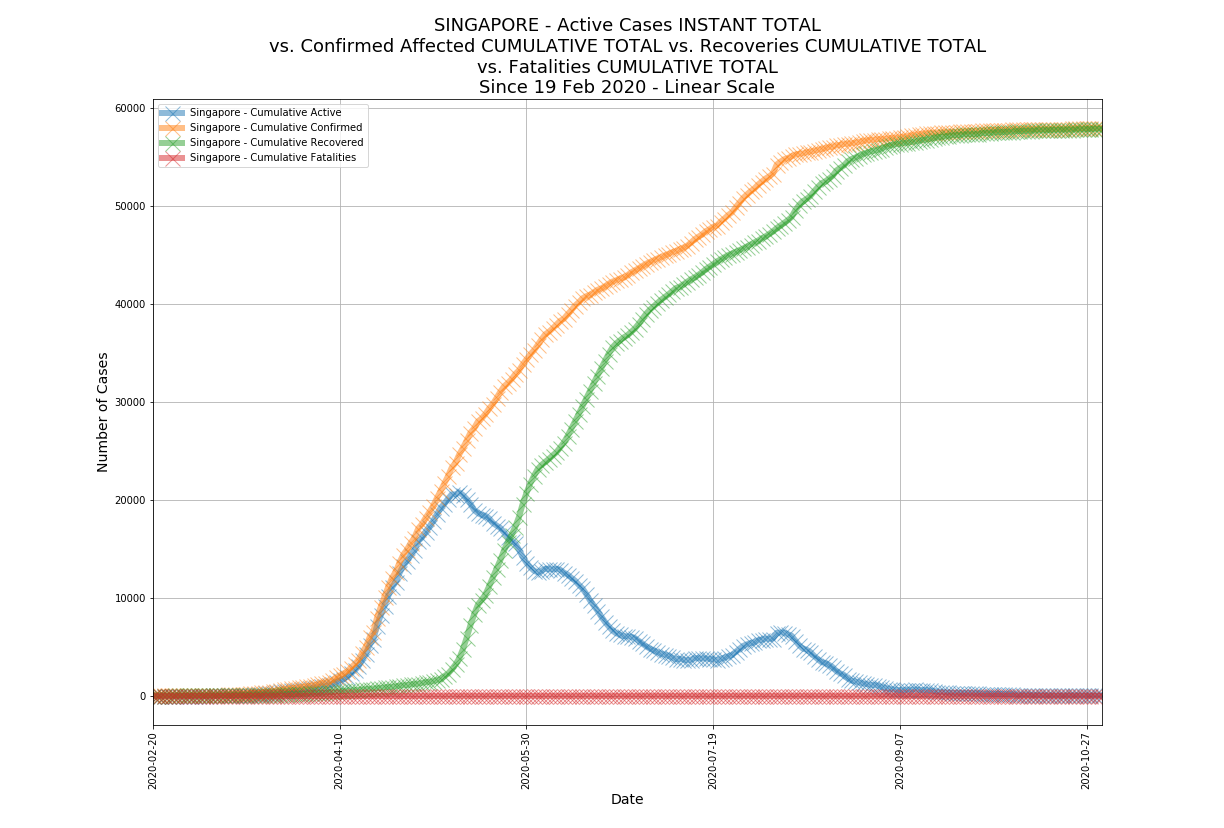 SINGAPORE - Active Cases INSTANT TOTAL
vs. Confirmed Affected CUMULATIVE TOTAL vs. Recoveries CUMULATIVE TOTAL
vs. Fatalities CUMULATIVE TOTAL
Since 19 Feb 2020 - Linear Scale
Singapore - Cumulative Active
Singapore - Cumulative Confirmed
Singapore - Cumulative Recovered
Singapore - Cumulative Fatalities
Number of Cases
60000
50000
40000
30000
20000
10000
0
2020-02-20
2020-04-10
2020-05-30
2020-07-19
2020-09-07
2020-10-27
Date